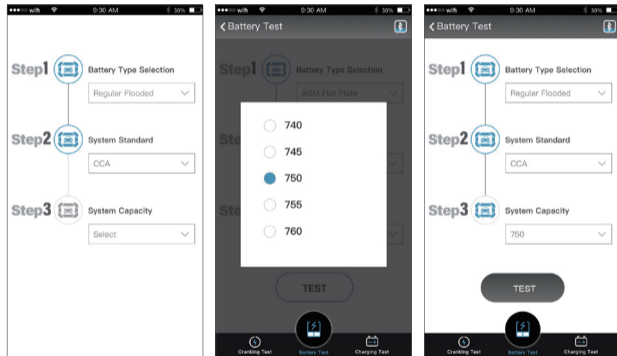 wifi 9:30 AM 30%
Step1
Battery Type Selection
Regular Flooded
Step2
System Standard
CCA
Step3
System Capacity
Select
wifi 9:30 AM 30%
Battery Test
Step1
Battery Type Selection
AGM Flat Plate
740
745
750
755
760
TEST
Cranking Test
Battery Test
Charging Test
wifi 9:30 AM 30%
Battery Test
Step1
Battery Type Selection
Regular Flooded
Step2
System Standard
CCA
Step3
System Capacity
750
TEST
Cranking Test
Battery Test
Charging Test